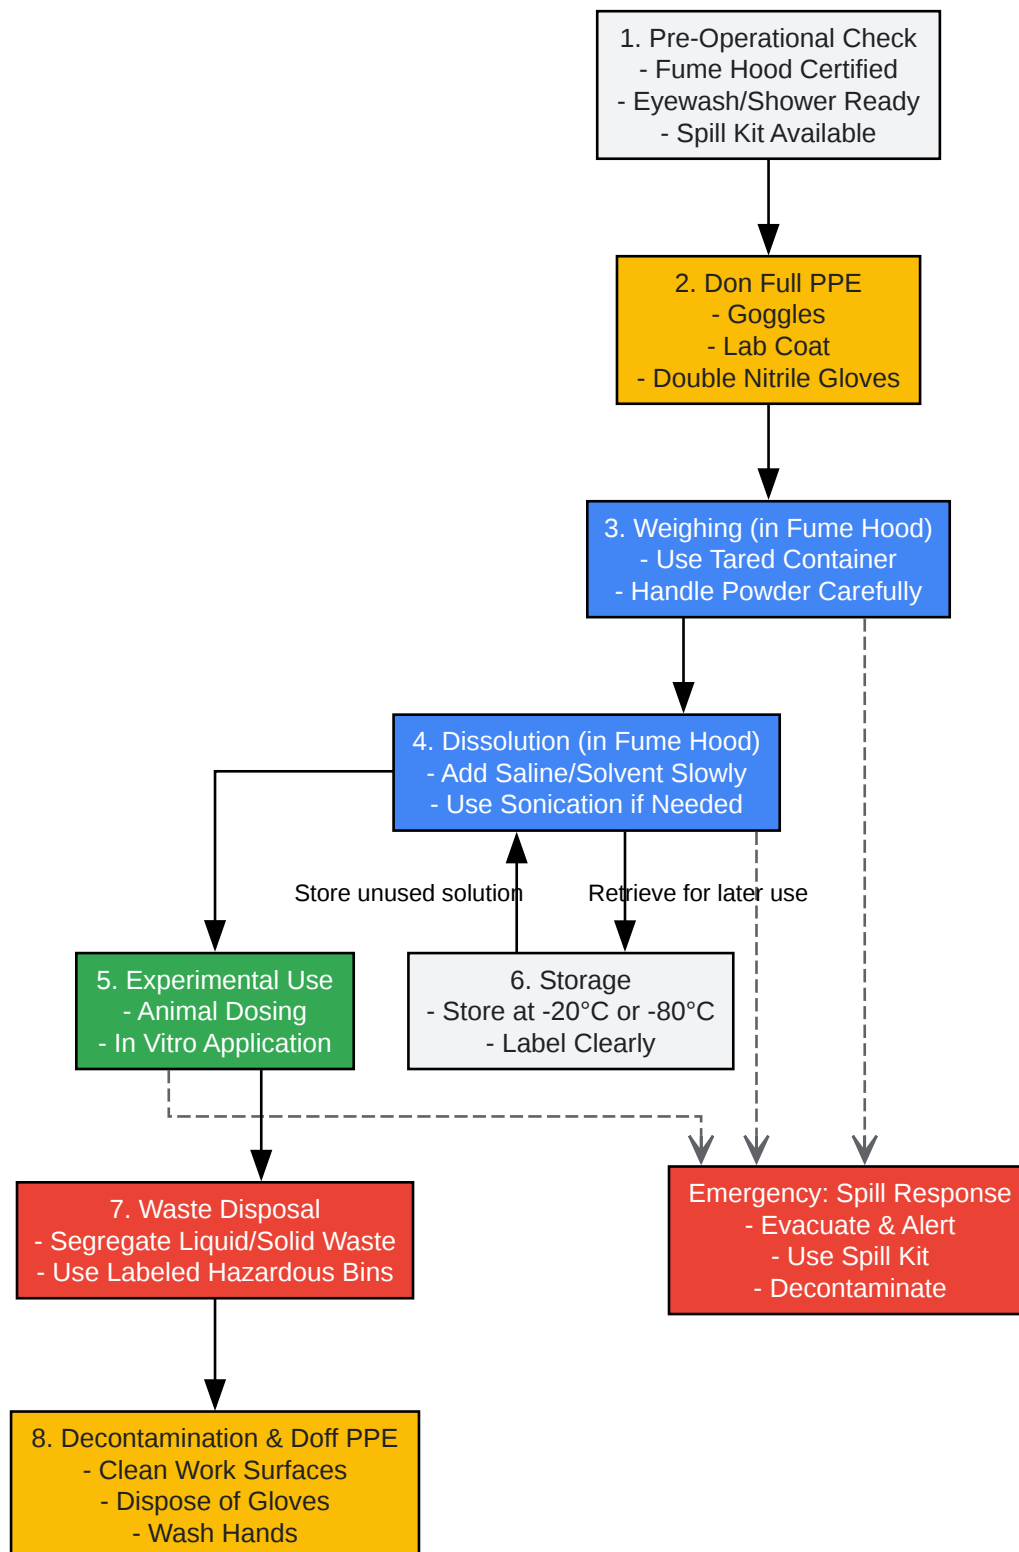 1. Pre-Operational Check
- Fume Hood Certified
- Eyewash/Shower Ready
- Spill Kit Available
2. Don Full PPE
- Goggles
- Lab Coat
- Double Nitrile Gloves
3. Weighing (in Fume Hood)
- Use Tared Container
- Handle Powder Carefully
4. Dissolution (in Fume Hood)
- Add Saline/Solvent Slowly
- Use Sonication if Needed
Store unused solution
Retrieve for later use
5. Experimental Use
- Animal Dosing
- In Vitro Application
6. Storage
- Store at -20°C or -80°C
- Label Clearly
7. Waste Disposal
- Segregate Liquid/Solid Waste
- Use Labeled Hazardous Bins
Emergency: Spill Response
- Evacuate & Alert
- Use Spill Kit
- Decontaminate
8. Decontamination & Doff PPE
- Clean Work Surfaces
- Dispose of Gloves
- Wash Hands